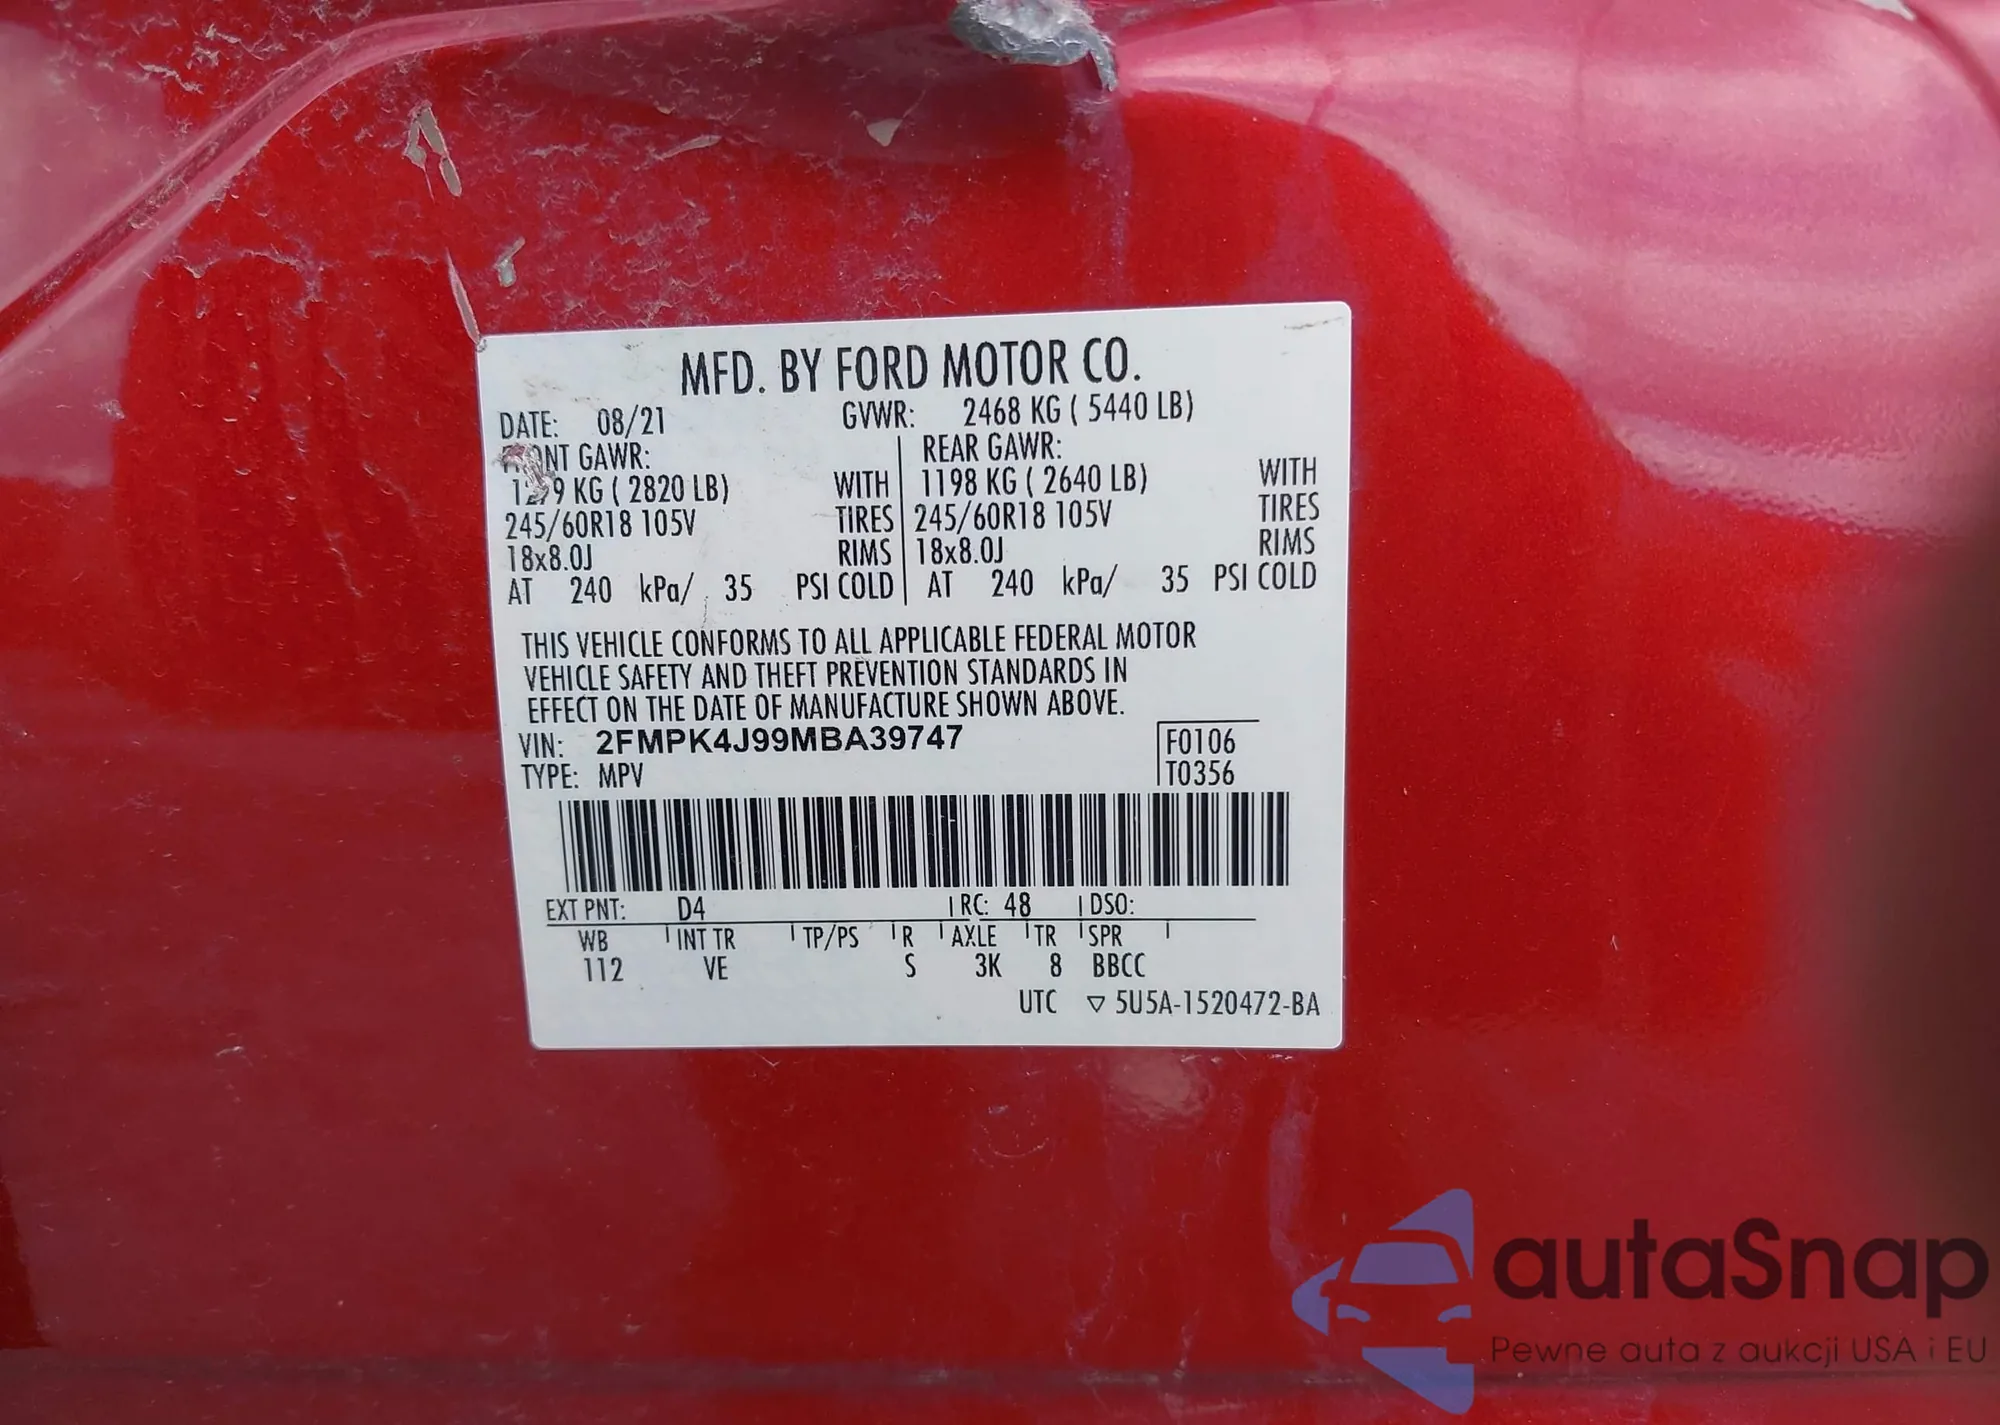 MFD. BY FORD MOTOR CO.
DATE: 08/21 GVWR: 2468 KG ( 5440 LB)
GAWR: REAR GAWR:
KG ( 2820 LB) WITH 1198 KG ( 2640 LB) WITH
245/60R18 105V TIRES 245/60R18 105V TIRES
18x8.0J RIMS 18x8.0J RIMS
AT 240 kPa/ 35 PSI COLD AT 240 kPa/ 35 PSI COLD
THIS VEHICLE CONFORMS TO ALL APPLICABLE FEDERAL MOTOR
VEHICLE SAFETY AND THEFT PREVENTION STANDARDS IN
EFFECT ON THE DATE OF MANUFACTURE SHOWN ABOVE.
VIN: 2FMPK4J99MBA39747 F0106
TYPE: MPV T0356
EXT PNT: D4 RC: 48 DSO:
WB INT TR TP/PS R AXLE TR SPR
112 VE S 3K 8 BBCC
UTC ▽ 5U5A-1520472-BA
autaSnap
Pewne auta z aukcji USA i EU